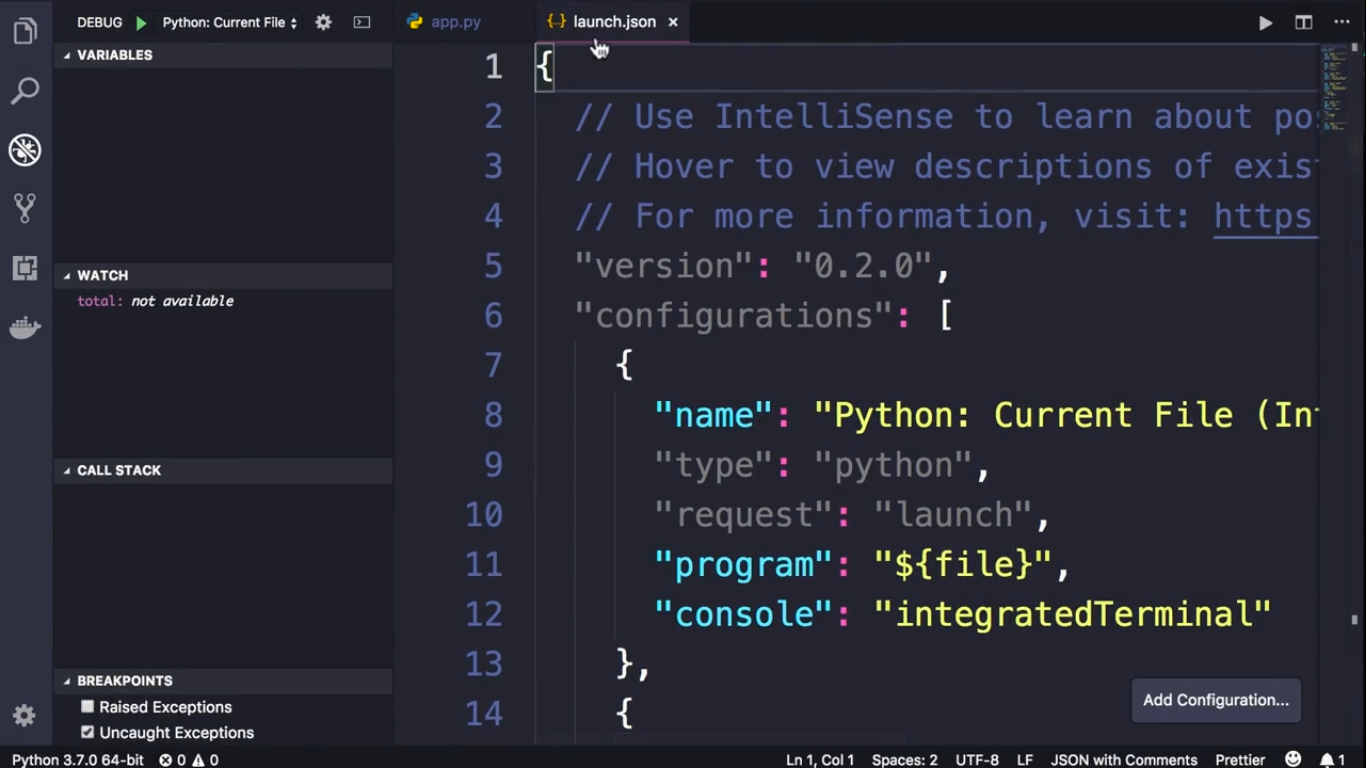 DEBUG Python: Current File
app.py
{··} launch.json ×
VARIABLES
WATCH
total: not available
CALL STACK
BREAKPOINTS
Raised Exceptions
Uncaught Exceptions
1 {
2 // Use IntelliSense to learn about
3 // Hover to view descriptions of
4 // For more information, visit: https
5 "version": "0.2.0",
6 "configurations": [
7 {
8 "name": "Python: Current File
9 "type": "python",
10 "request": "launch",
11 "program": "${file}",
12 "console": "integratedTerminal"
13 },
14 {
Add Configuration...
Python 3.7.0 64-bit 0 0 Ln 1, Col 1 Spaces: 2 UTF-8 LF JSON with Comments Prettier 1